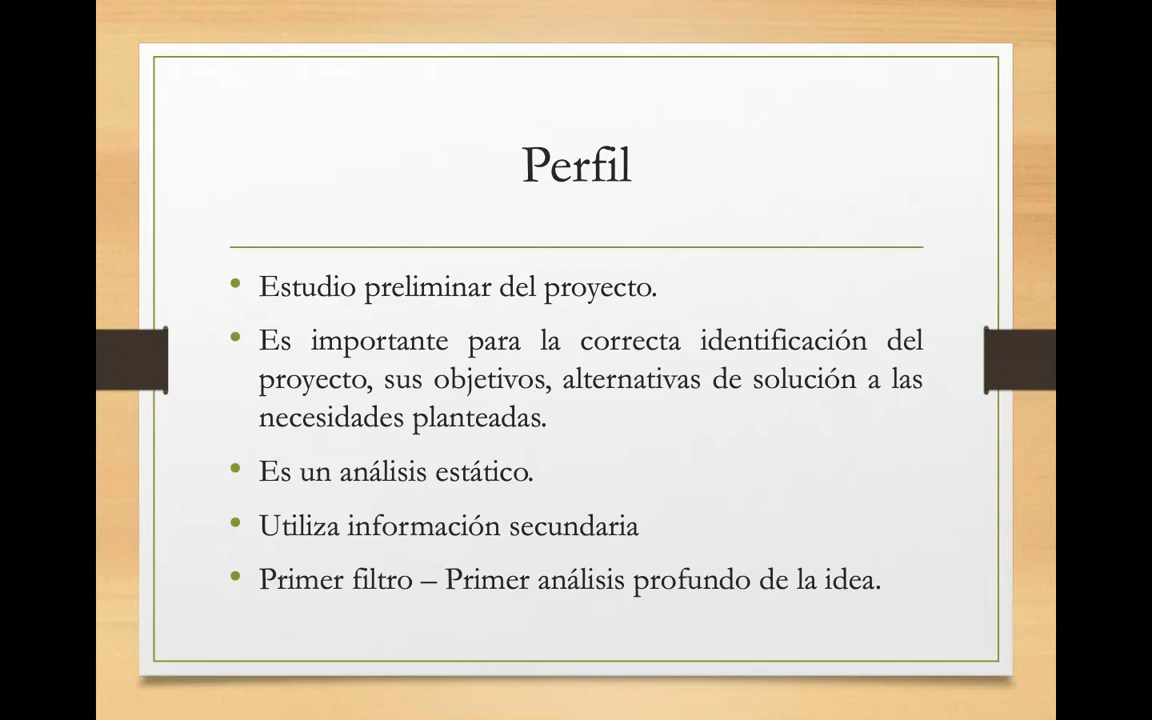 Perfil
• Estudio preliminar del proyecto.
• Es importante para la correcta identificación del
proyecto, sus objetivos, alternativas de solución a las
necesidades planteadas.
• Es un análisis estático.
• Utiliza información secundaria
• Primer filtro – Primer análisis profundo de la idea.